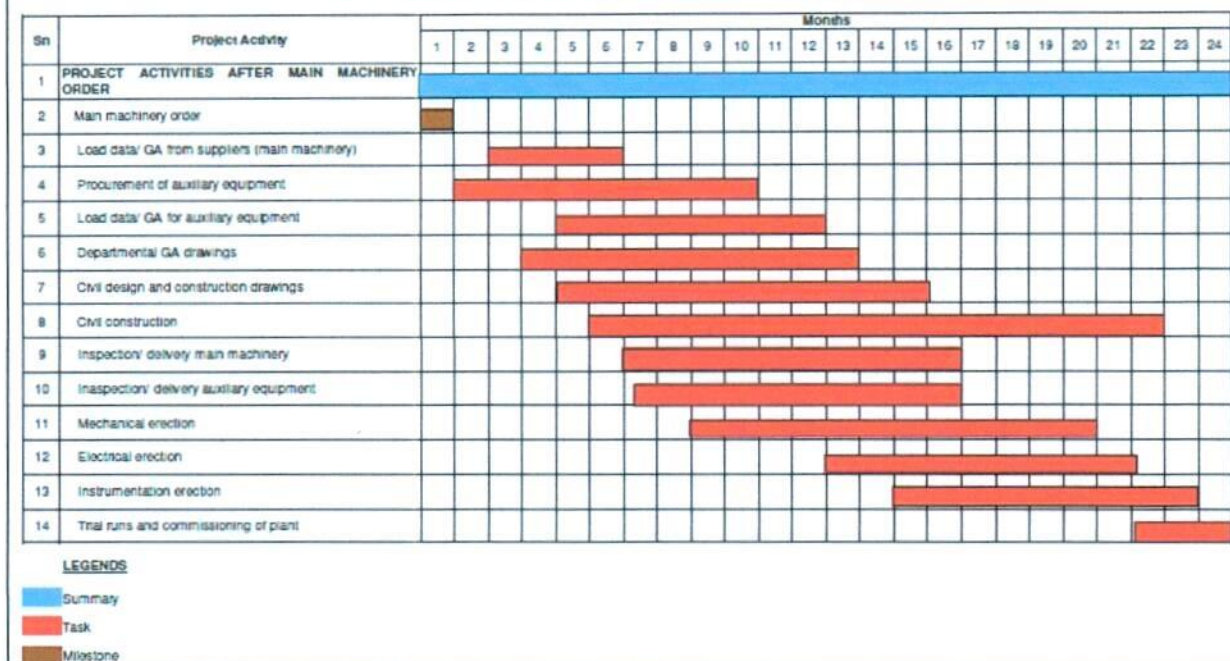 Months
Sn Project Activity 1 2 3 4 5 6 7 8 9 10 11 12 13 14 15 16 17 18 19 20 21 22 23 24
1 PROJECT ACTIVITIES AFTER MAIN MACHINERY
ORDER
2 Main machinery order
3 Load data/ GA from suppliers (main machinery)
4 Procurement of auxiliary equipment
5 Load data/ GA for auxiliary equipment
6 Departmental GA drawings
7 Civil design and construction drawings
8 Civil construction
9 Inspection/ delivery main machinery
10 Inaspection/ delivery auxiliary equipment
11 Mechanical erection
12 Electrical erection
13 Instrumentation erection
14 Trial runs and commissioning of plant
LEGENDS
Summary
Task
Milestone